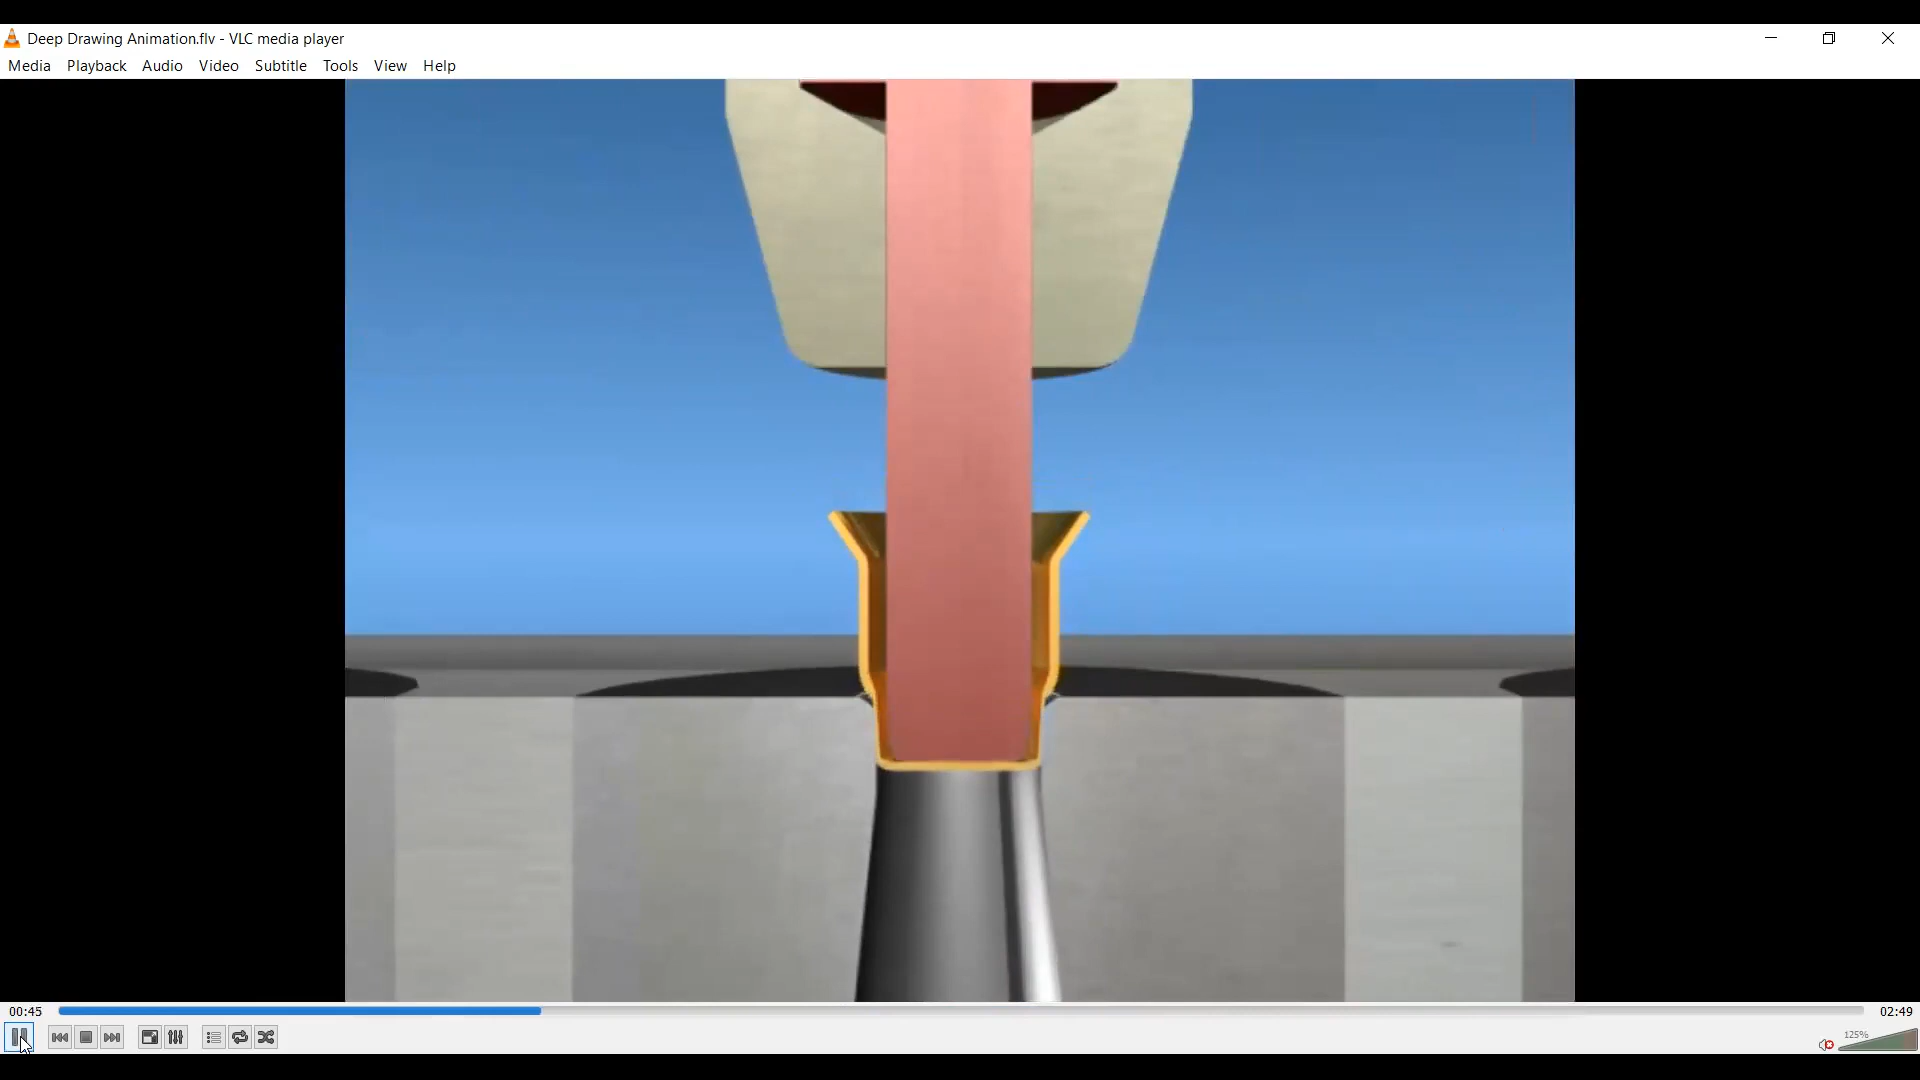 Deep Drawing Animation.flv - VLC media player
Media Playback Audio Video Subtitle Tools View Help
00:45 02:49
125%